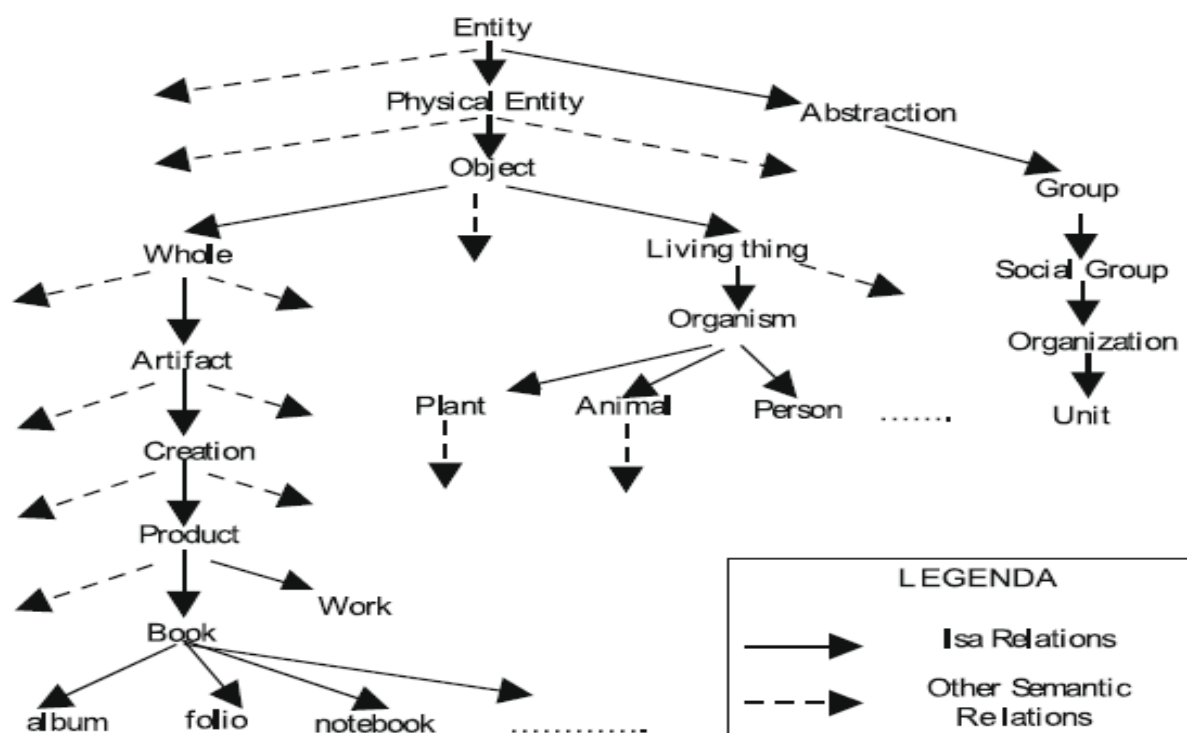 Entity
Physical Entity
Abstraction
Object
Group
Whole
Living thing
Social Group
Organism
Organization
Artifact
Plant
Animal
Person
Unit
Creation
Product
Work
Book
album
folio
notebook
LEGENDA
Isa Relations
Other Semantic
Relations